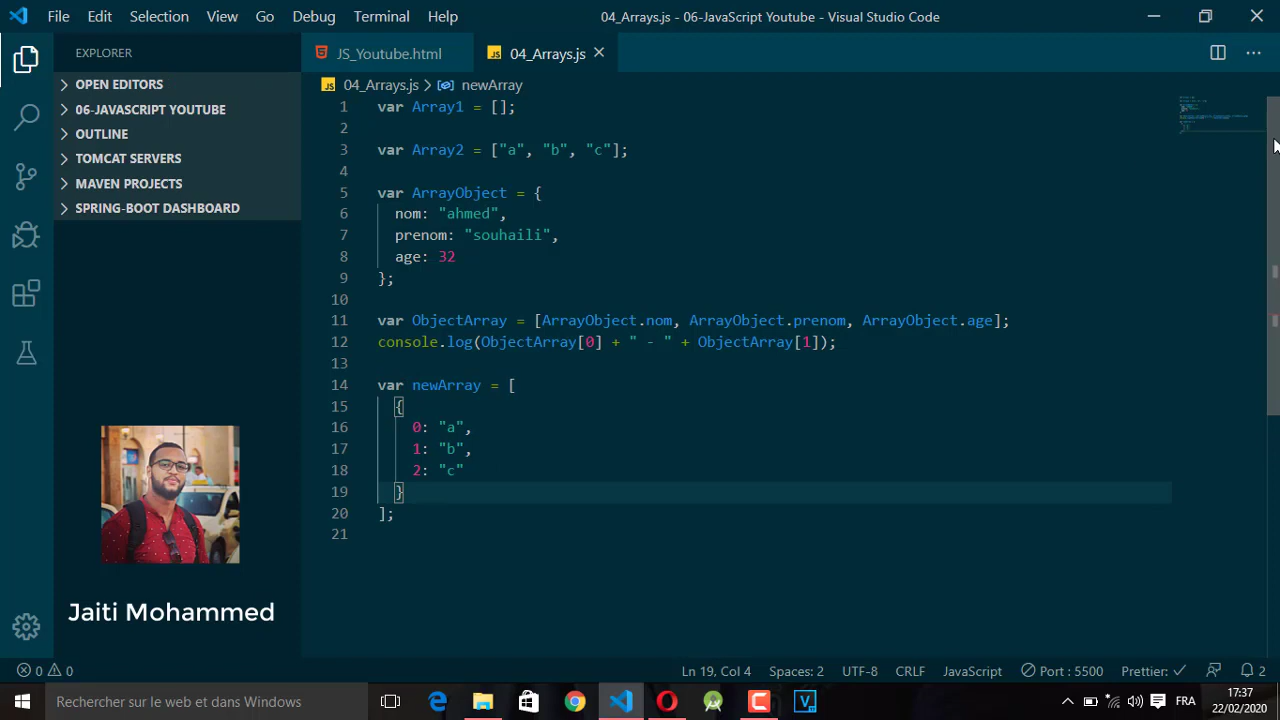 File Edit Selection View Go Debug Terminal Help
04_Arrays.js - 06-JavaScript Youtube - Visual Studio Code
EXPLORER
OPEN EDITORS
06-JAVASCRIPT YOUTUBE
OUTLINE
TOMCAT SERVERS
MAVEN PROJECTS
SPRING-BOOT DASHBOARD
Jaiti Mohammed
JS_Youtube.html
JS 04_Arrays.js
JS 04_Arrays.js > newArray
1 var Array1 = [];
2
3 var Array2 = ["a", "b", "c"];
4
5 var ArrayObject = {
6 nom: "ahmed",
7 prenom: "souhaili",
8 age: 32
9 };
10
11 var ObjectArray = [ArrayObject.nom, ArrayObject.prenom, ArrayObject.age];
12 console.log(ObjectArray[0] + " - " + ObjectArray[1]);
13
14 var newArray = [
15 {
16 0: "a",
17 1: "b",
18 2: "c"
19 }
20 ];
21
0 0 Ln 19, Col 4 Spaces: 2 UTF-8 CRLF JavaScript Port : 5500 Prettier: ✓ 2
Rechercher sur le web et dans Windows
FRA
17:37
22/02/2020